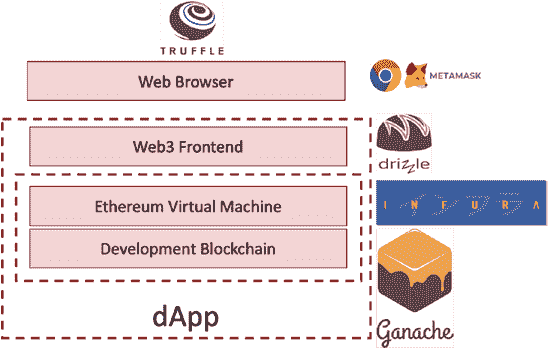 TRUFFLE
Web Browser
METAMASK
Web3 Frontend
drizzle
Ethereum Virtual Machine
INFURA
Development Blockchain
dApp
Ganache